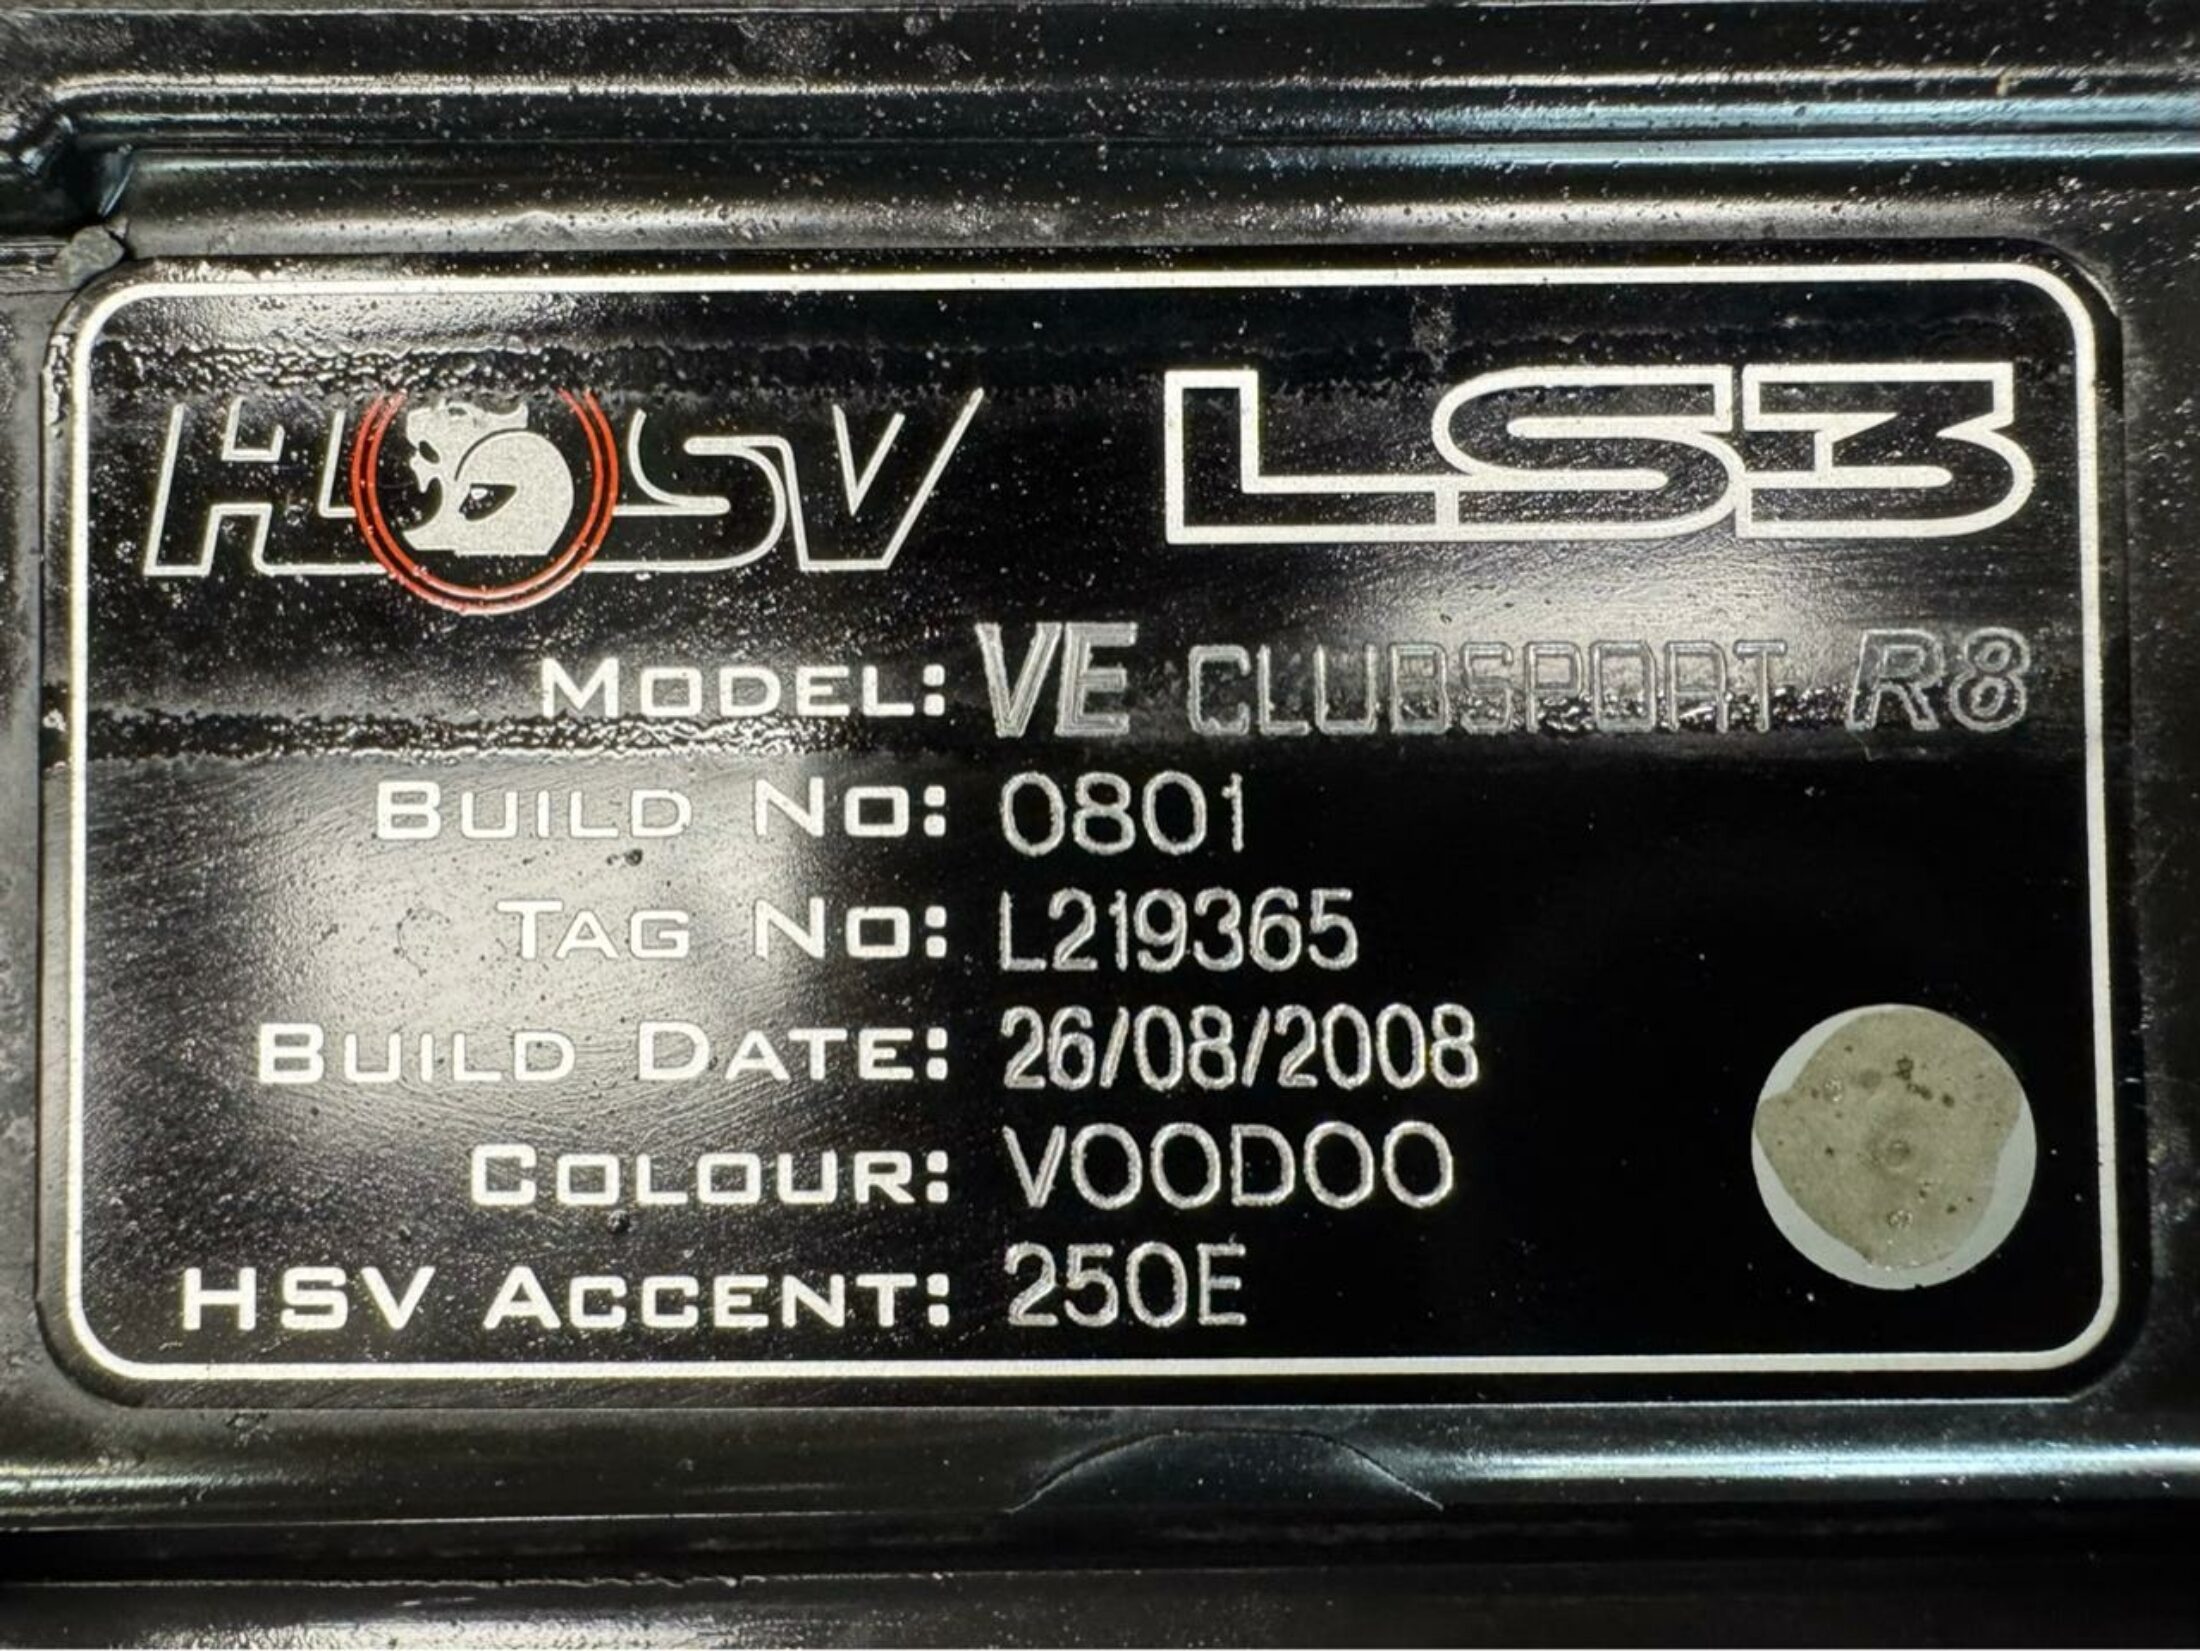 HSV LS3
MODEL: VE CLUBSPORT R8
BUILD NO: 0801
TAG NO: L219365
BUILD DATE: 26/08/2008
COLOUR: VOODOO
HSV ACCENT: 250E